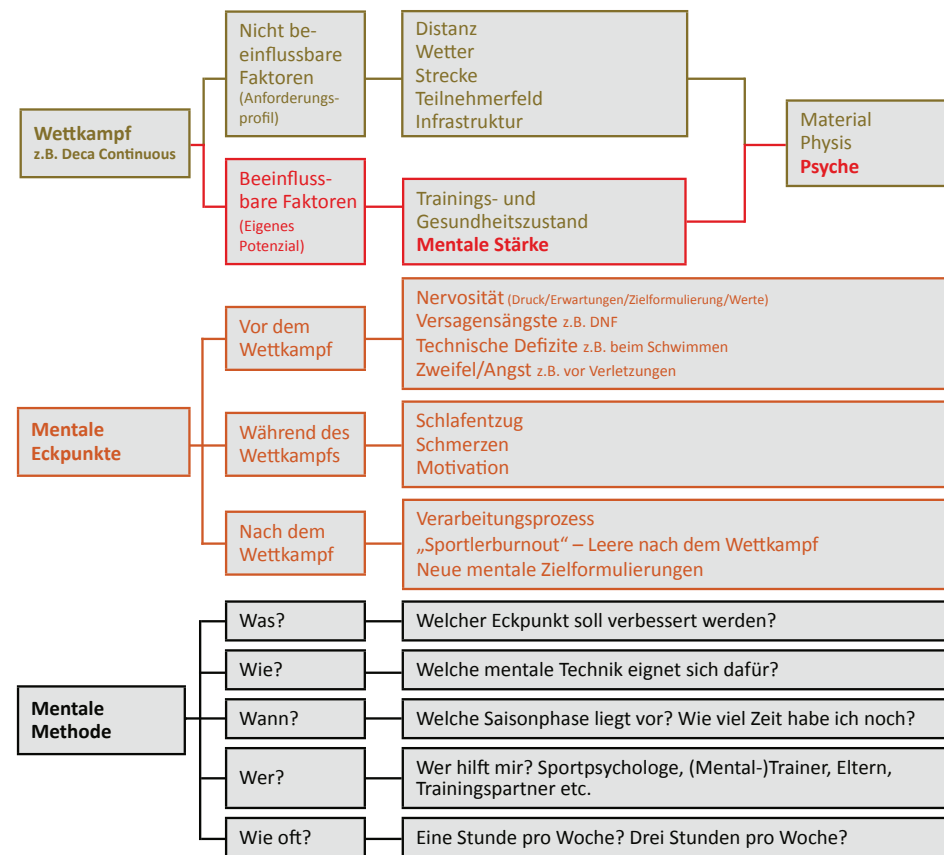 Wettkampf
z.B. Deca Continuous
Nicht be-
einflussbare
Faktoren
(Anforderungs-
profil)
Distanz
Wetter
Strecke
Teilnehmerfeld
Infrastruktur
Beeinfluss-
bare Faktoren
(Eigenes
Potenzial)
Trainings- und
Gesundheitszustand
Mentale Stärke
Material
Physis
Psyche
Mentale
Eckpunkte
Vor dem
Wettkampf
Nervosität (Druck/Erwartungen/Zielformulierung/Werte)
Versagensängste z.B. DNF
Technische Defizite z.B. beim Schwimmen
Zweifel/Angst z.B. vor Verletzungen
Während des
Wettkampfs
Schlafentzug
Schmerzen
Motivation
Nach dem
Wettkampf
Verarbeitungsprozess
„Sportlerburnout“ – Leere nach dem Wettkampf
Neue mentale Zielformulierungen
Mentale
Methode
Was?
Welcher Eckpunkt soll verbessert werden?
Wie?
Welche mentale Technik eignet sich dafür?
Wann?
Welche Saisonphase liegt vor? Wie viel Zeit habe ich noch?
Wer?
Wer hilft mir? Sportpsychologe, (Mental-)Trainer, Eltern,
Trainingspartner etc.
Wie oft?
Eine Stunde pro Woche? Drei Stunden pro Woche?